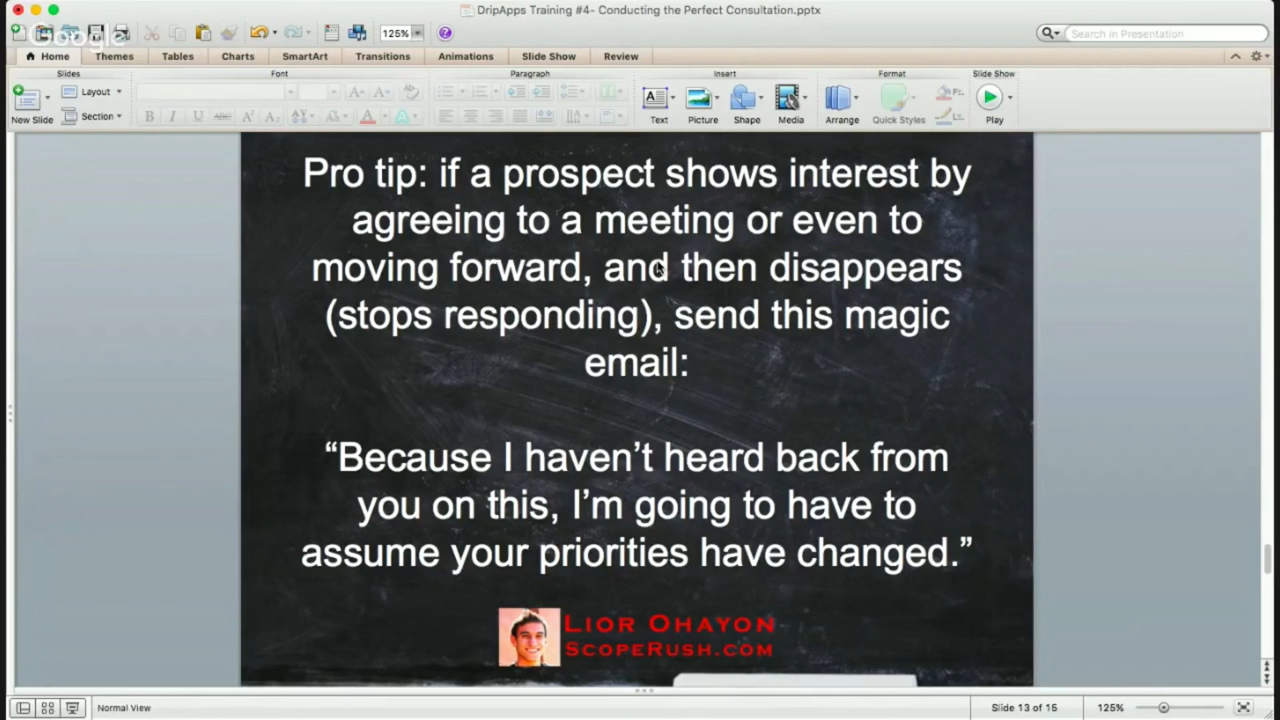 DripApps Training #4- Conducting the Perfect Consultation.pptx
Google
125%
Search in Presentation
Home Themes Tables Charts SmartArt Transitions Animations Slide Show Review
Slides Font Paragraph Insert Format Slide Show
New Slide Layout Section
B I U ABC A A
Text Picture Shape Media Arrange Quick Styles Play
Pro tip: if a prospect shows interest by
agreeing to a meeting or even to
moving forward, and then disappears
(stops responding), send this magic
email:
“Because I haven’t heard back from
you on this, I’m going to have to
assume your priorities have changed.”
Lior Ohayon
ScopeRush.com
Normal View Slide 13 of 15 125%